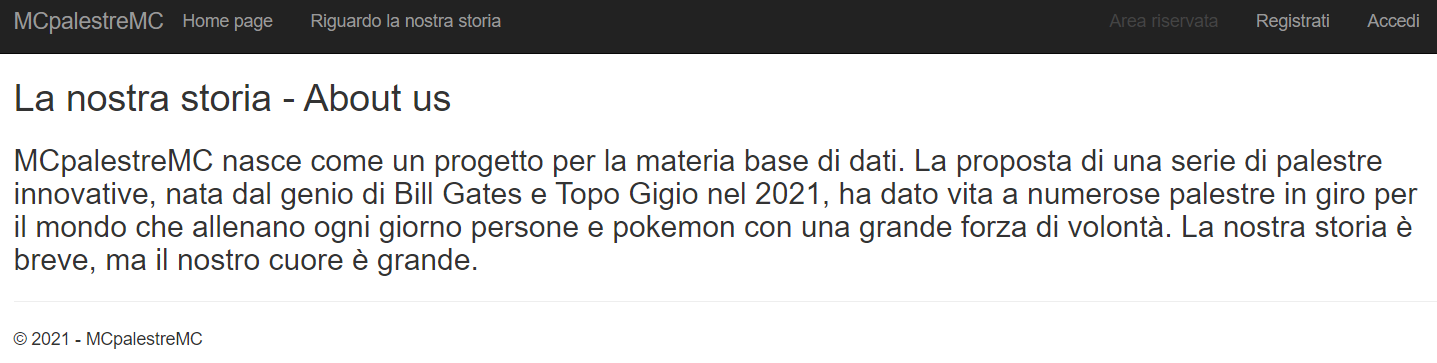 MCpalestreMC Home page Riguardo la nostra storia Area riservata Registrati Accedi
La nostra storia - About us
MCpalestreMC nasce come un progetto per la materia base di dati. La proposta di una serie di palestre
innovative, nata dal genio di Bill Gates e Topo Gigio nel 2021, ha dato vita a numerose palestre in giro per
il mondo che allenano ogni giorno persone e pokemon con una grande forza di volontà. La nostra storia è
breve, ma il nostro cuore è grande.
© 2021 - MCpalestreMC